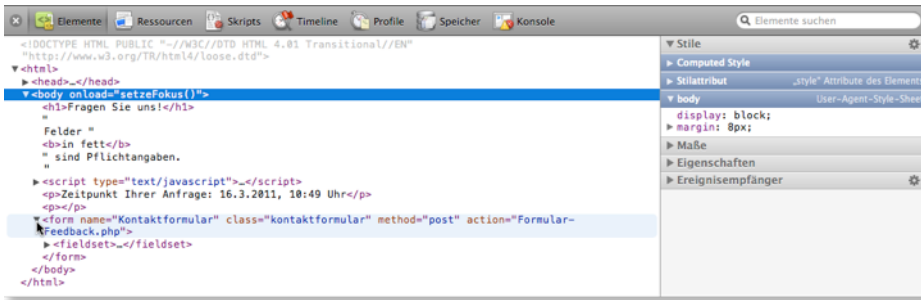 Elemente Ressourcen Skripts Timeline Profile Speicher Konsole Elemente suchen
<!DOCTYPE HTML PUBLIC "-//W3C//DTD HTML 4.01 Transitional//EN"
"http://www.w3.org/TR/html4/loose.dtd">
▼<html>
▶<head>…</head>
▼<body onload="setzeFokus()">
<h1>Fragen Sie uns!</h1>
"
Felder "
<b>in fett</b>
" sind Pflichtangaben.
"
▶<script type="text/javascript">…</script>
<p>Zeitpunkt Ihrer Anfrage: 16.3.2011, 10:49 Uhr</p>
<p></p>
▼<form name="Kontaktformular" class="kontaktformular" method="post" action="Formular-
Feedback.php">
▶<fieldset>…</fieldset>
</form>
</body>
</html>
▼ Stile
▶ Computed Style
▶ Stilattribut „style" Attribute des Elements
▼ body User-Agent-Style-Shee
display: block;
▶ margin: 8px;
▶ Maße
▶ Eigenschaften
▶ Ereignisempfänger